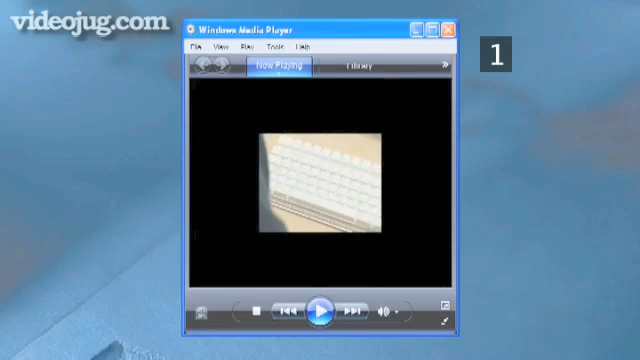 videojug.com
Windows Media Player
File View Play Tools Help
Now Playing Library »
1